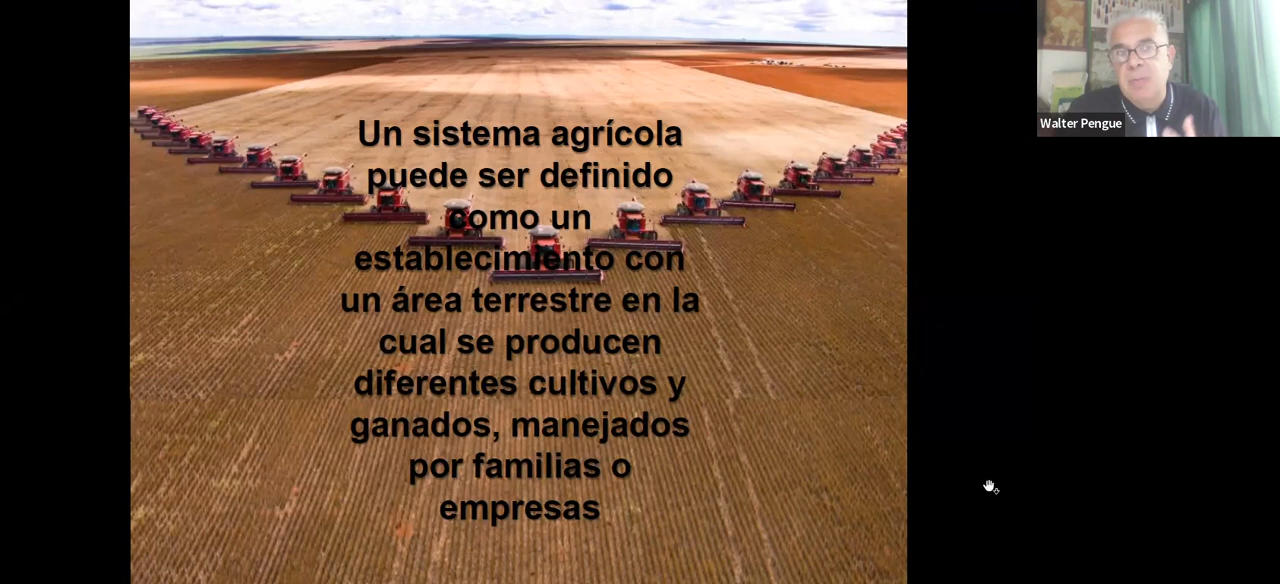 Un sistema agrícola
puede ser definido
como un
establecimiento con
un área terrestre en la
cual se producen
diferentes cultivos y
ganados, manejados
por familias o
empresas
Walter Pengue